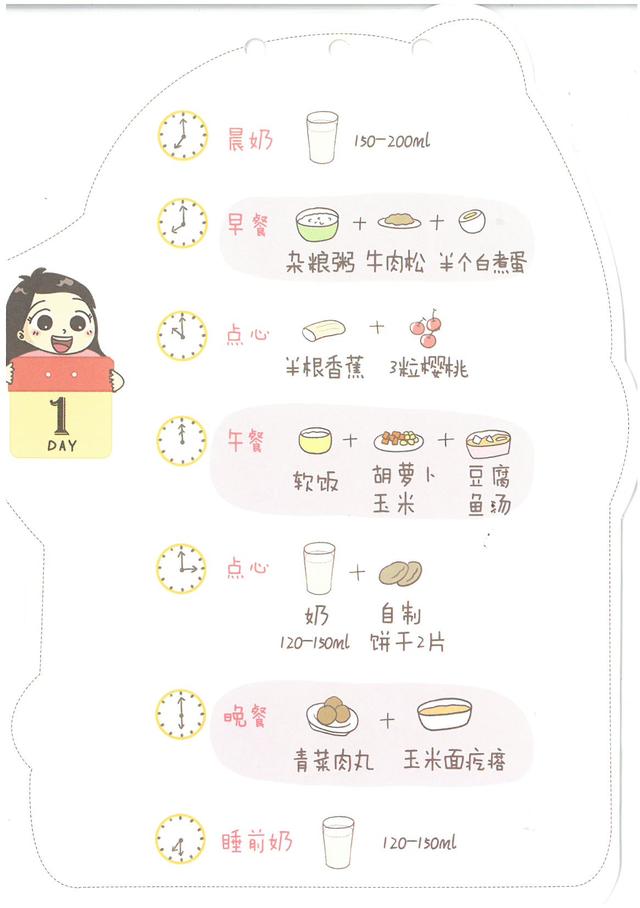 晨奶 150-200ml
早餐
杂粮粥 牛肉松 半个白煮蛋
点心
半根香蕉 3粒樱桃
午餐
软饭 胡萝卜 豆腐
玉米 鱼汤
1
DAY
点心
奶 自制
120-150ml 饼干2片
晚餐
青菜肉丸 玉米面疙瘩
睡前奶 120-150ml